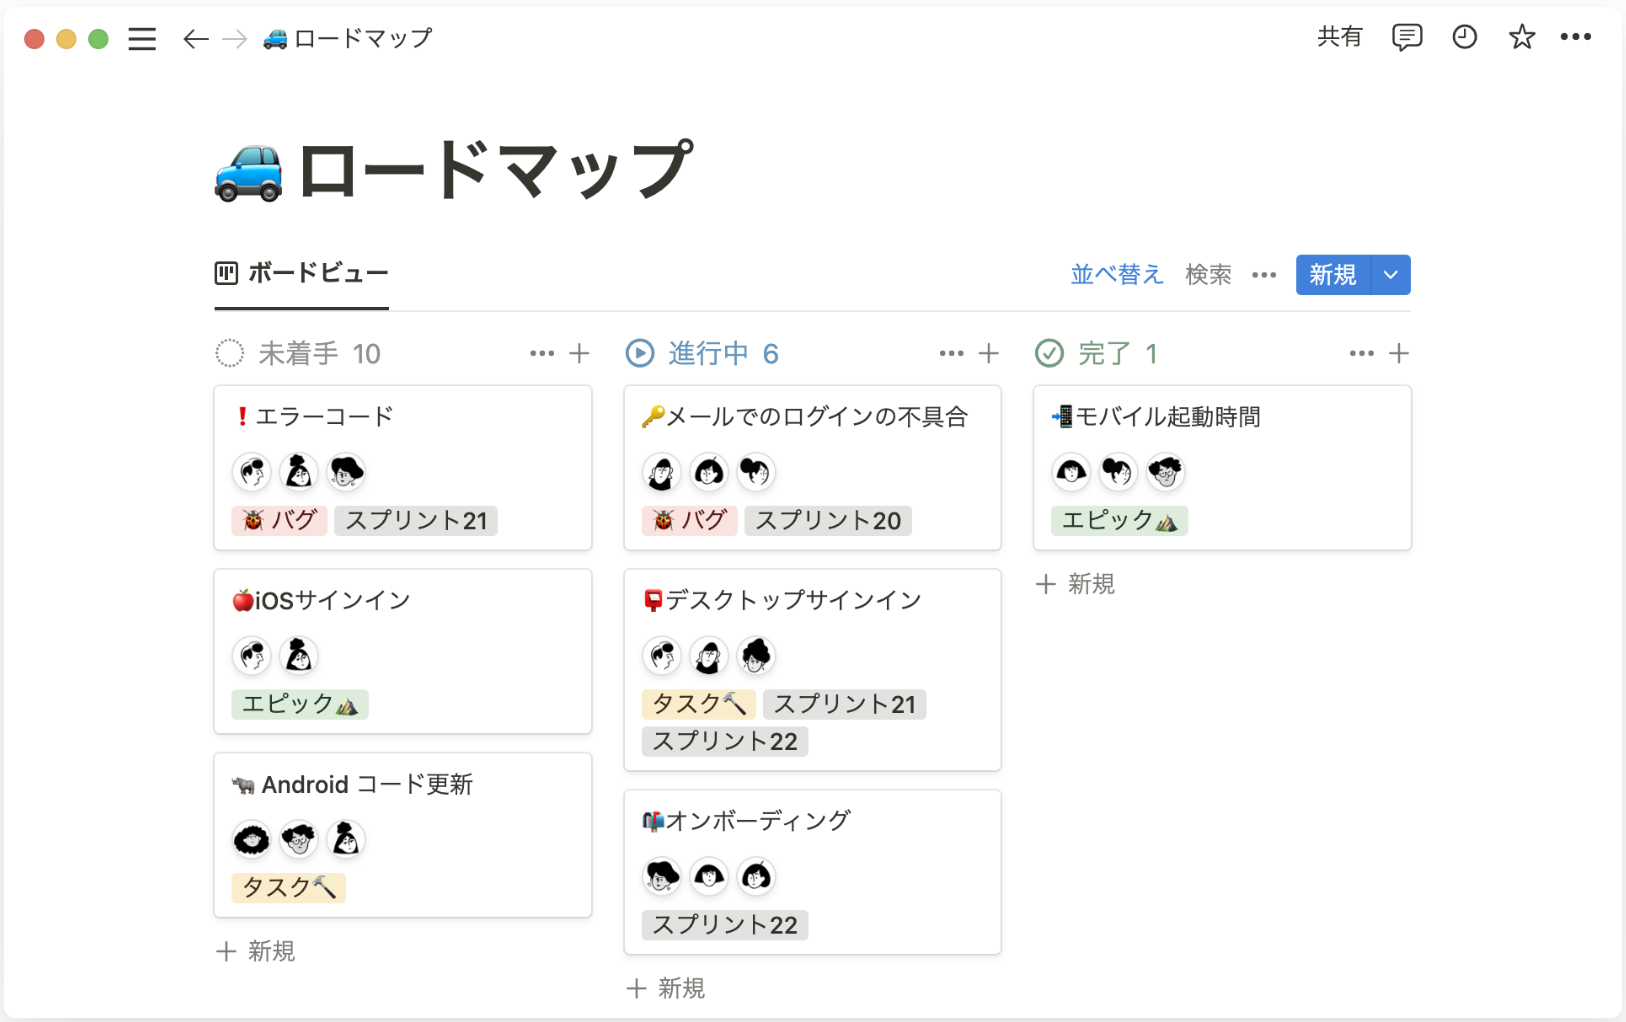 ロードマップ
共有
ロードマップ
ボードビュー
並べ替え 検索 新規
未着手 10
エラーコード
バグ スプリント21
iOSサインイン
エピック
Android コード更新
タスク
新規
進行中 6
メールでのログインの不具合
バグ スプリント20
デスクトップサインイン
タスク スプリント21
スプリント22
オンボーディング
スプリント22
新規
完了 1
モバイル起動時間
エピック
新規